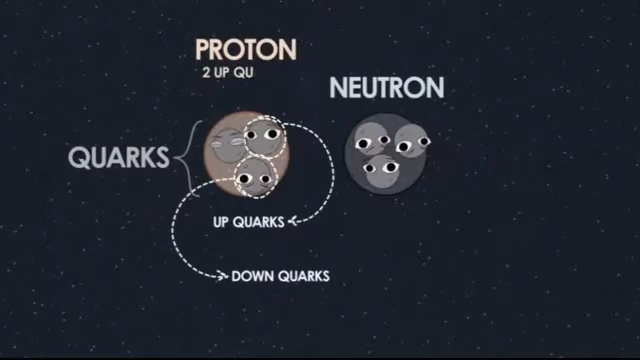 PROTON
2 UP QU
NEUTRON
QUARKS
UP QUARKS
DOWN QUARKS